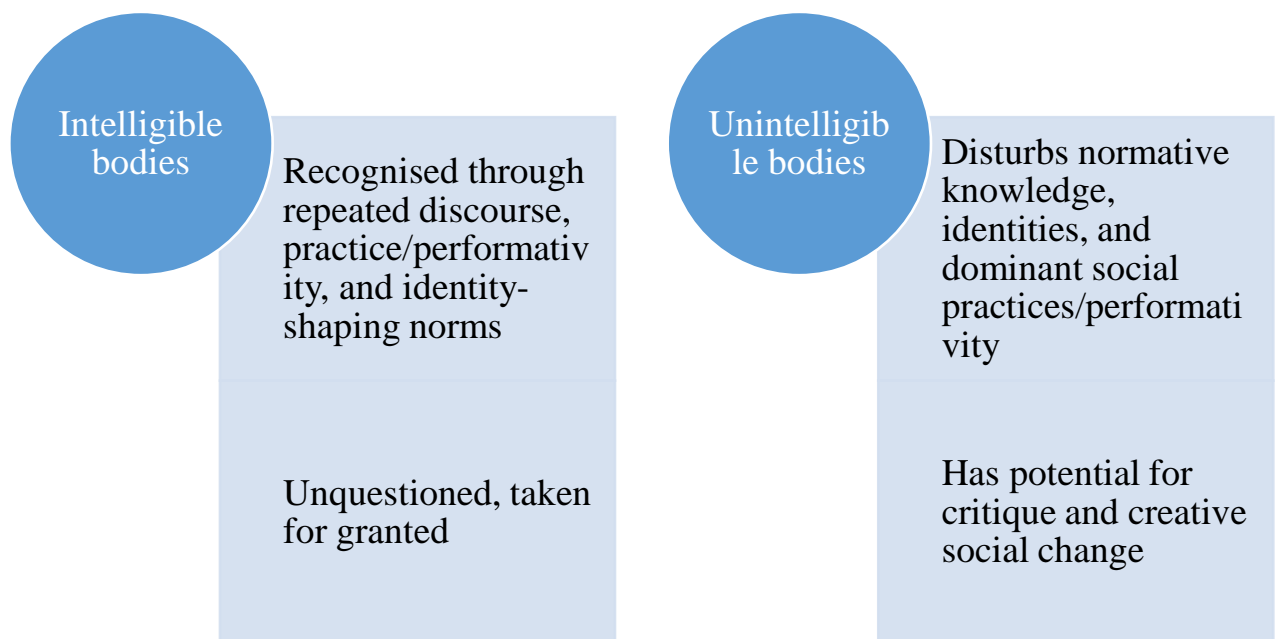 Intelligible
bodies
Recognised through
repeated discourse,
practice/performativ
ity, and identity-
shaping norms
Unquestioned, taken
for granted
Unintelligib
le bodies
Disturbs normative
knowledge,
identities, and
dominant social
practices/performati
vity
Has potential for
critique and creative
social change